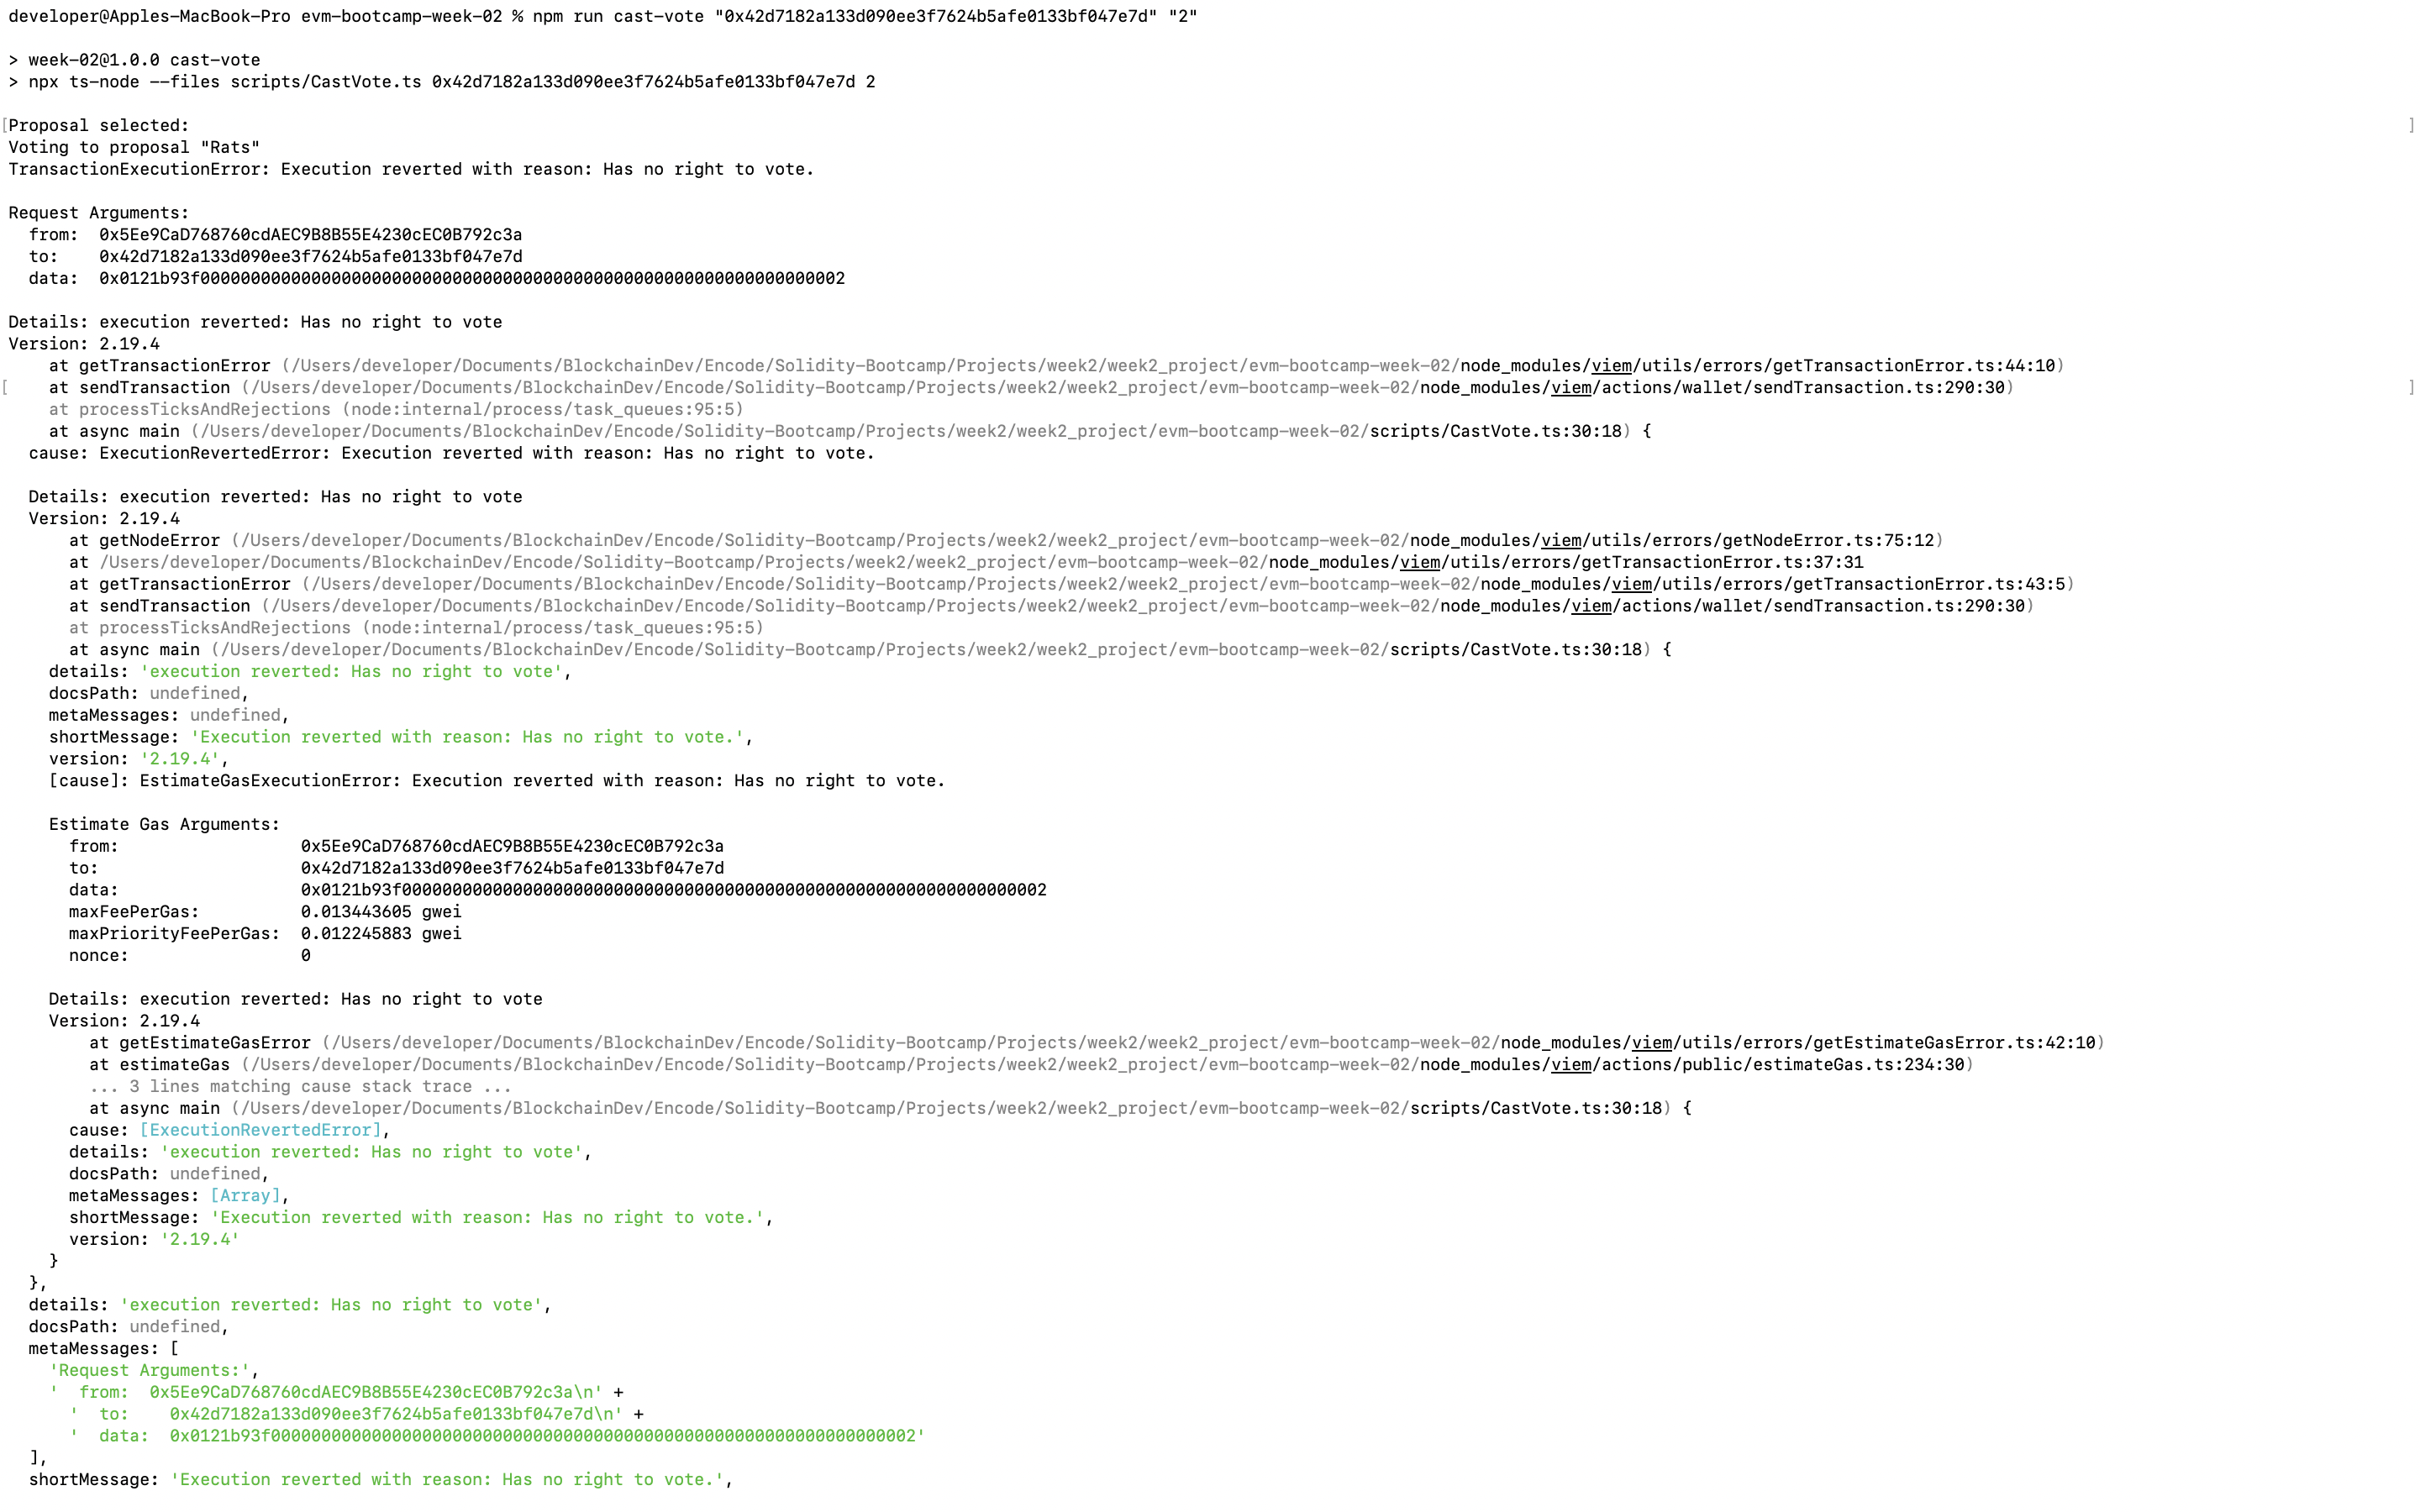 developer@Apples-MacBook-Pro evm-bootcamp-week-02 % npm run cast-vote "0x42d7182a133d090ee3f7624b5afe0133bf047e7d" "2"
> week-02@1.0.0 cast-vote
> npx ts-node --files scripts/CastVote.ts 0x42d7182a133d090ee3f7624b5afe0133bf047e7d 2
[Proposal selected: ]
Voting to proposal "Rats"
TransactionExecutionError: Execution reverted with reason: Has no right to vote.
Request Arguments:
  from:  0x5Ee9CaD768760cdAEC9B8B55E4230cEC0B792c3a
  to:    0x42d7182a133d090ee3f7624b5afe0133bf047e7d
  data:  0x0121b93f0000000000000000000000000000000000000000000000000000000000000002
Details: execution reverted: Has no right to vote
Version: 2.19.4
    at getTransactionError (/Users/developer/Documents/BlockchainDev/Encode/Solidity-Bootcamp/Projects/week2/week2_project/evm-bootcamp-week-02/node_modules/viem/utils/errors/getTransactionError.ts:44:10)
[    at sendTransaction (/Users/developer/Documents/BlockchainDev/Encode/Solidity-Bootcamp/Projects/week2/week2_project/evm-bootcamp-week-02/node_modules/viem/actions/wallet/sendTransaction.ts:290:30) ]
    at processTicksAndRejections (node:internal/process/task_queues:95:5)
    at async main (/Users/developer/Documents/BlockchainDev/Encode/Solidity-Bootcamp/Projects/week2/week2_project/evm-bootcamp-week-02/scripts/CastVote.ts:30:18) {
  cause: ExecutionRevertedError: Execution reverted with reason: Has no right to vote.
  Details: execution reverted: Has no right to vote
  Version: 2.19.4
      at getNodeError (/Users/developer/Documents/BlockchainDev/Encode/Solidity-Bootcamp/Projects/week2/week2_project/evm-bootcamp-week-02/node_modules/viem/utils/errors/getNodeError.ts:75:12)
      at /Users/developer/Documents/BlockchainDev/Encode/Solidity-Bootcamp/Projects/week2/week2_project/evm-bootcamp-week-02/node_modules/viem/utils/errors/getTransactionError.ts:37:31
      at getTransactionError (/Users/developer/Documents/BlockchainDev/Encode/Solidity-Bootcamp/Projects/week2/week2_project/evm-bootcamp-week-02/node_modules/viem/utils/errors/getTransactionError.ts:43:5)
      at sendTransaction (/Users/developer/Documents/BlockchainDev/Encode/Solidity-Bootcamp/Projects/week2/week2_project/evm-bootcamp-week-02/node_modules/viem/actions/wallet/sendTransaction.ts:290:30)
      at processTicksAndRejections (node:internal/process/task_queues:95:5)
      at async main (/Users/developer/Documents/BlockchainDev/Encode/Solidity-Bootcamp/Projects/week2/week2_project/evm-bootcamp-week-02/scripts/CastVote.ts:30:18) {
    details: 'execution reverted: Has no right to vote',
    docsPath: undefined,
    metaMessages: undefined,
    shortMessage: 'Execution reverted with reason: Has no right to vote.',
    version: '2.19.4',
    [cause]: EstimateGasExecutionError: Execution reverted with reason: Has no right to vote.
    Estimate Gas Arguments:
      from:                  0x5Ee9CaD768760cdAEC9B8B55E4230cEC0B792c3a
      to:                    0x42d7182a133d090ee3f7624b5afe0133bf047e7d
      data:                  0x0121b93f0000000000000000000000000000000000000000000000000000000000000002
      maxFeePerGas:          0.013443605 gwei
      maxPriorityFeePerGas:  0.012245883 gwei
      nonce:                 0
    Details: execution reverted: Has no right to vote
    Version: 2.19.4
        at getEstimateGasError (/Users/developer/Documents/BlockchainDev/Encode/Solidity-Bootcamp/Projects/week2/week2_project/evm-bootcamp-week-02/node_modules/viem/utils/errors/getEstimateGasError.ts:42:10)
        at estimateGas (/Users/developer/Documents/BlockchainDev/Encode/Solidity-Bootcamp/Projects/week2/week2_project/evm-bootcamp-week-02/node_modules/viem/actions/public/estimateGas.ts:234:30)
        ... 3 lines matching cause stack trace ...
        at async main (/Users/developer/Documents/BlockchainDev/Encode/Solidity-Bootcamp/Projects/week2/week2_project/evm-bootcamp-week-02/scripts/CastVote.ts:30:18) {
      cause: [ExecutionRevertedError],
      details: 'execution reverted: Has no right to vote',
      docsPath: undefined,
      metaMessages: [Array],
      shortMessage: 'Execution reverted with reason: Has no right to vote.',
      version: '2.19.4'
    }
  },
  details: 'execution reverted: Has no right to vote',
  docsPath: undefined,
  metaMessages: [
    'Request Arguments:',
    '  from:  0x5Ee9CaD768760cdAEC9B8B55E4230cEC0B792c3a\n' +
      '  to:    0x42d7182a133d090ee3f7624b5afe0133bf047e7d\n' +
      '  data:  0x0121b93f0000000000000000000000000000000000000000000000000000000000000002'
  ],
  shortMessage: 'Execution reverted with reason: Has no right to vote.',